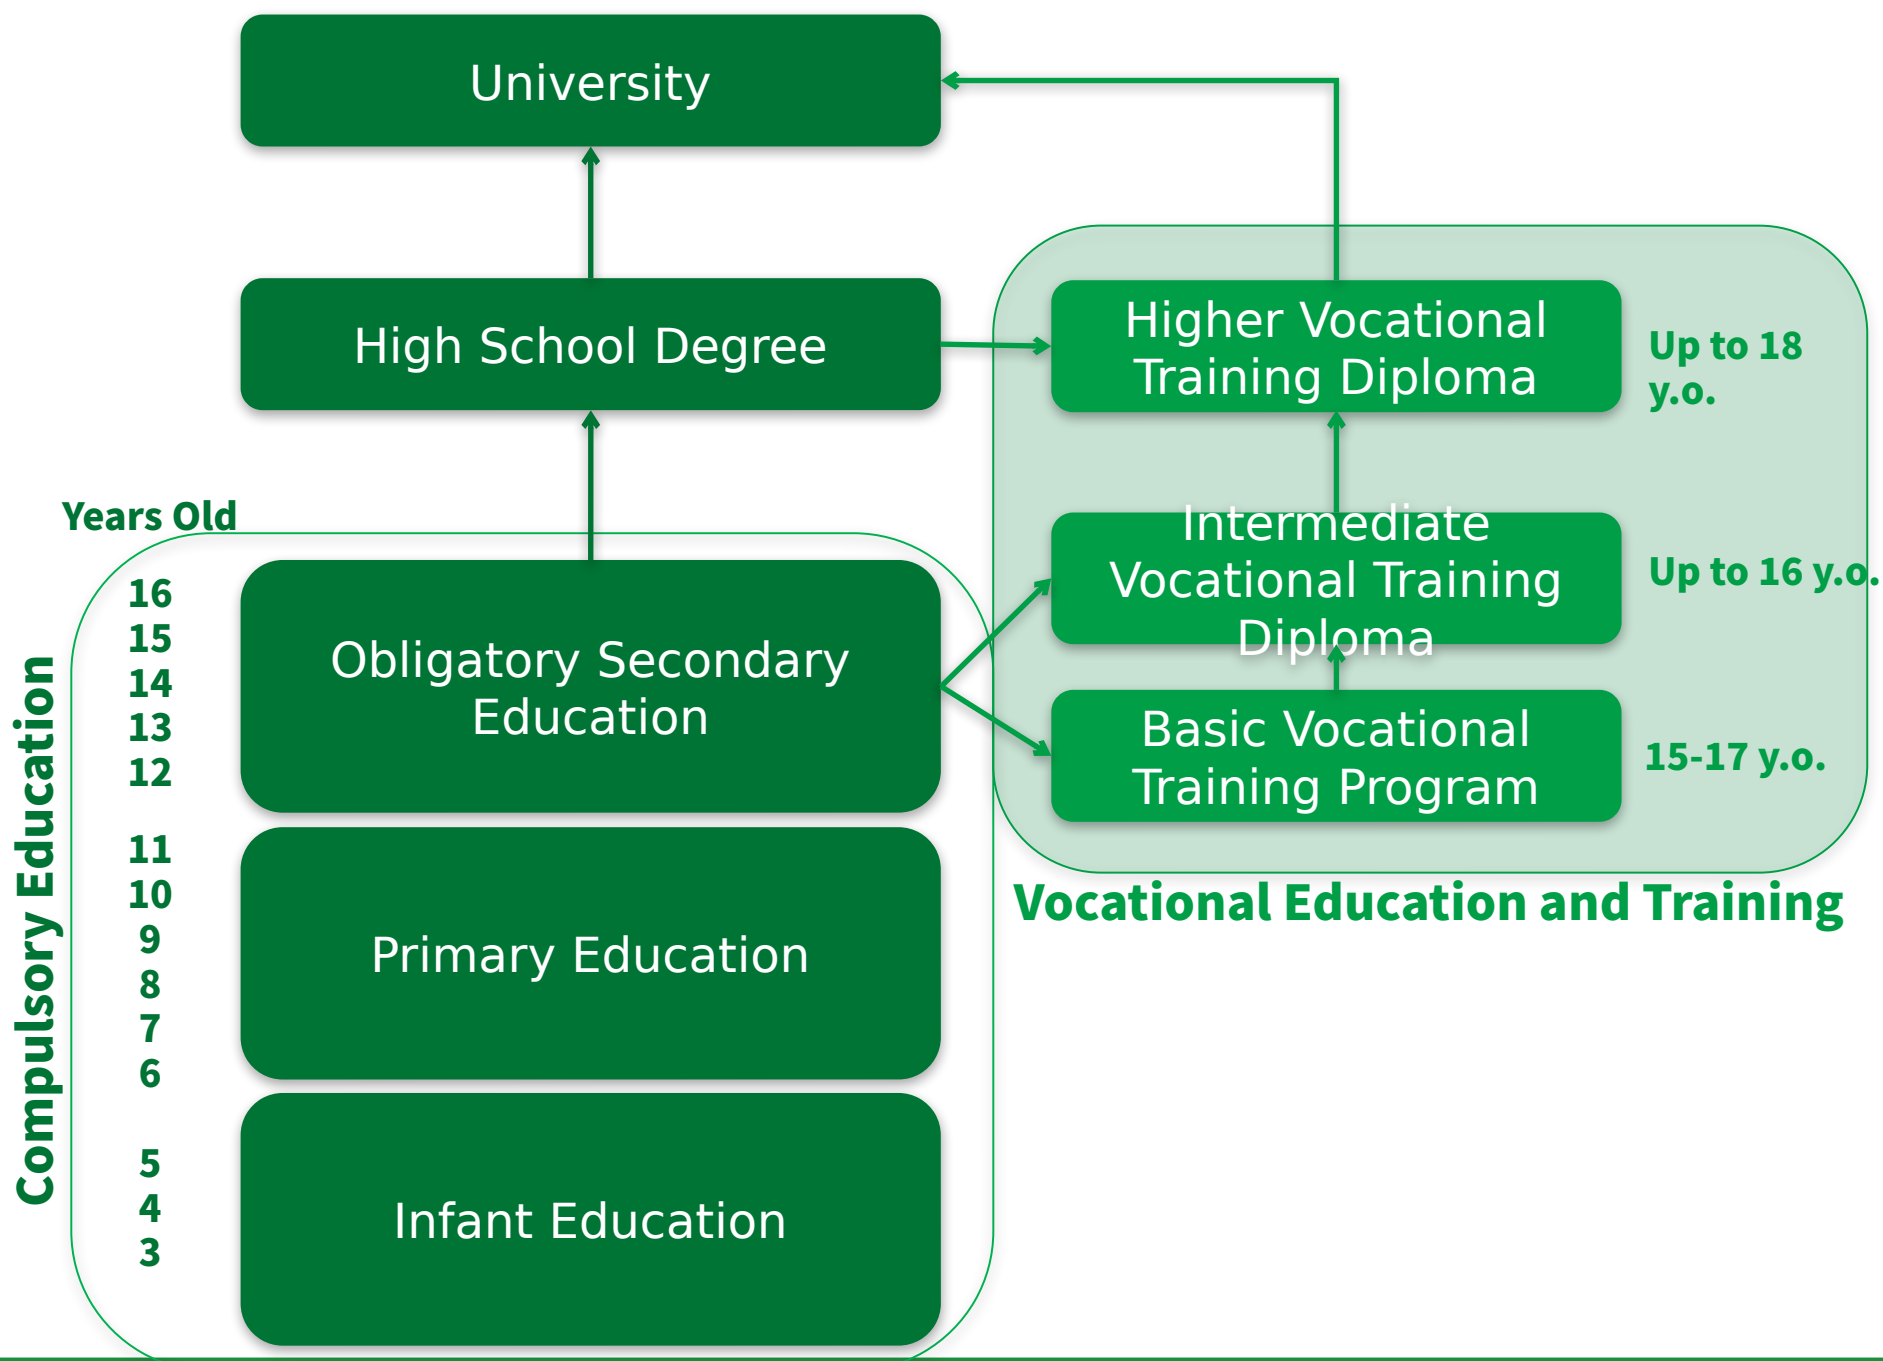 University
High School Degree
Higher Vocational
Training Diploma
Up to 18
y.o.
Years Old
Intermediate
Vocational Training
Diploma
Up to 16 y.o.
16
15
14
13
12
Obligatory Secondary
Education
Basic Vocational
Training Program
15-17 y.o.
Vocational Education and Training
Compulsory Education
11
10
9
8
7
6
Primary Education
5
4
3
Infant Education